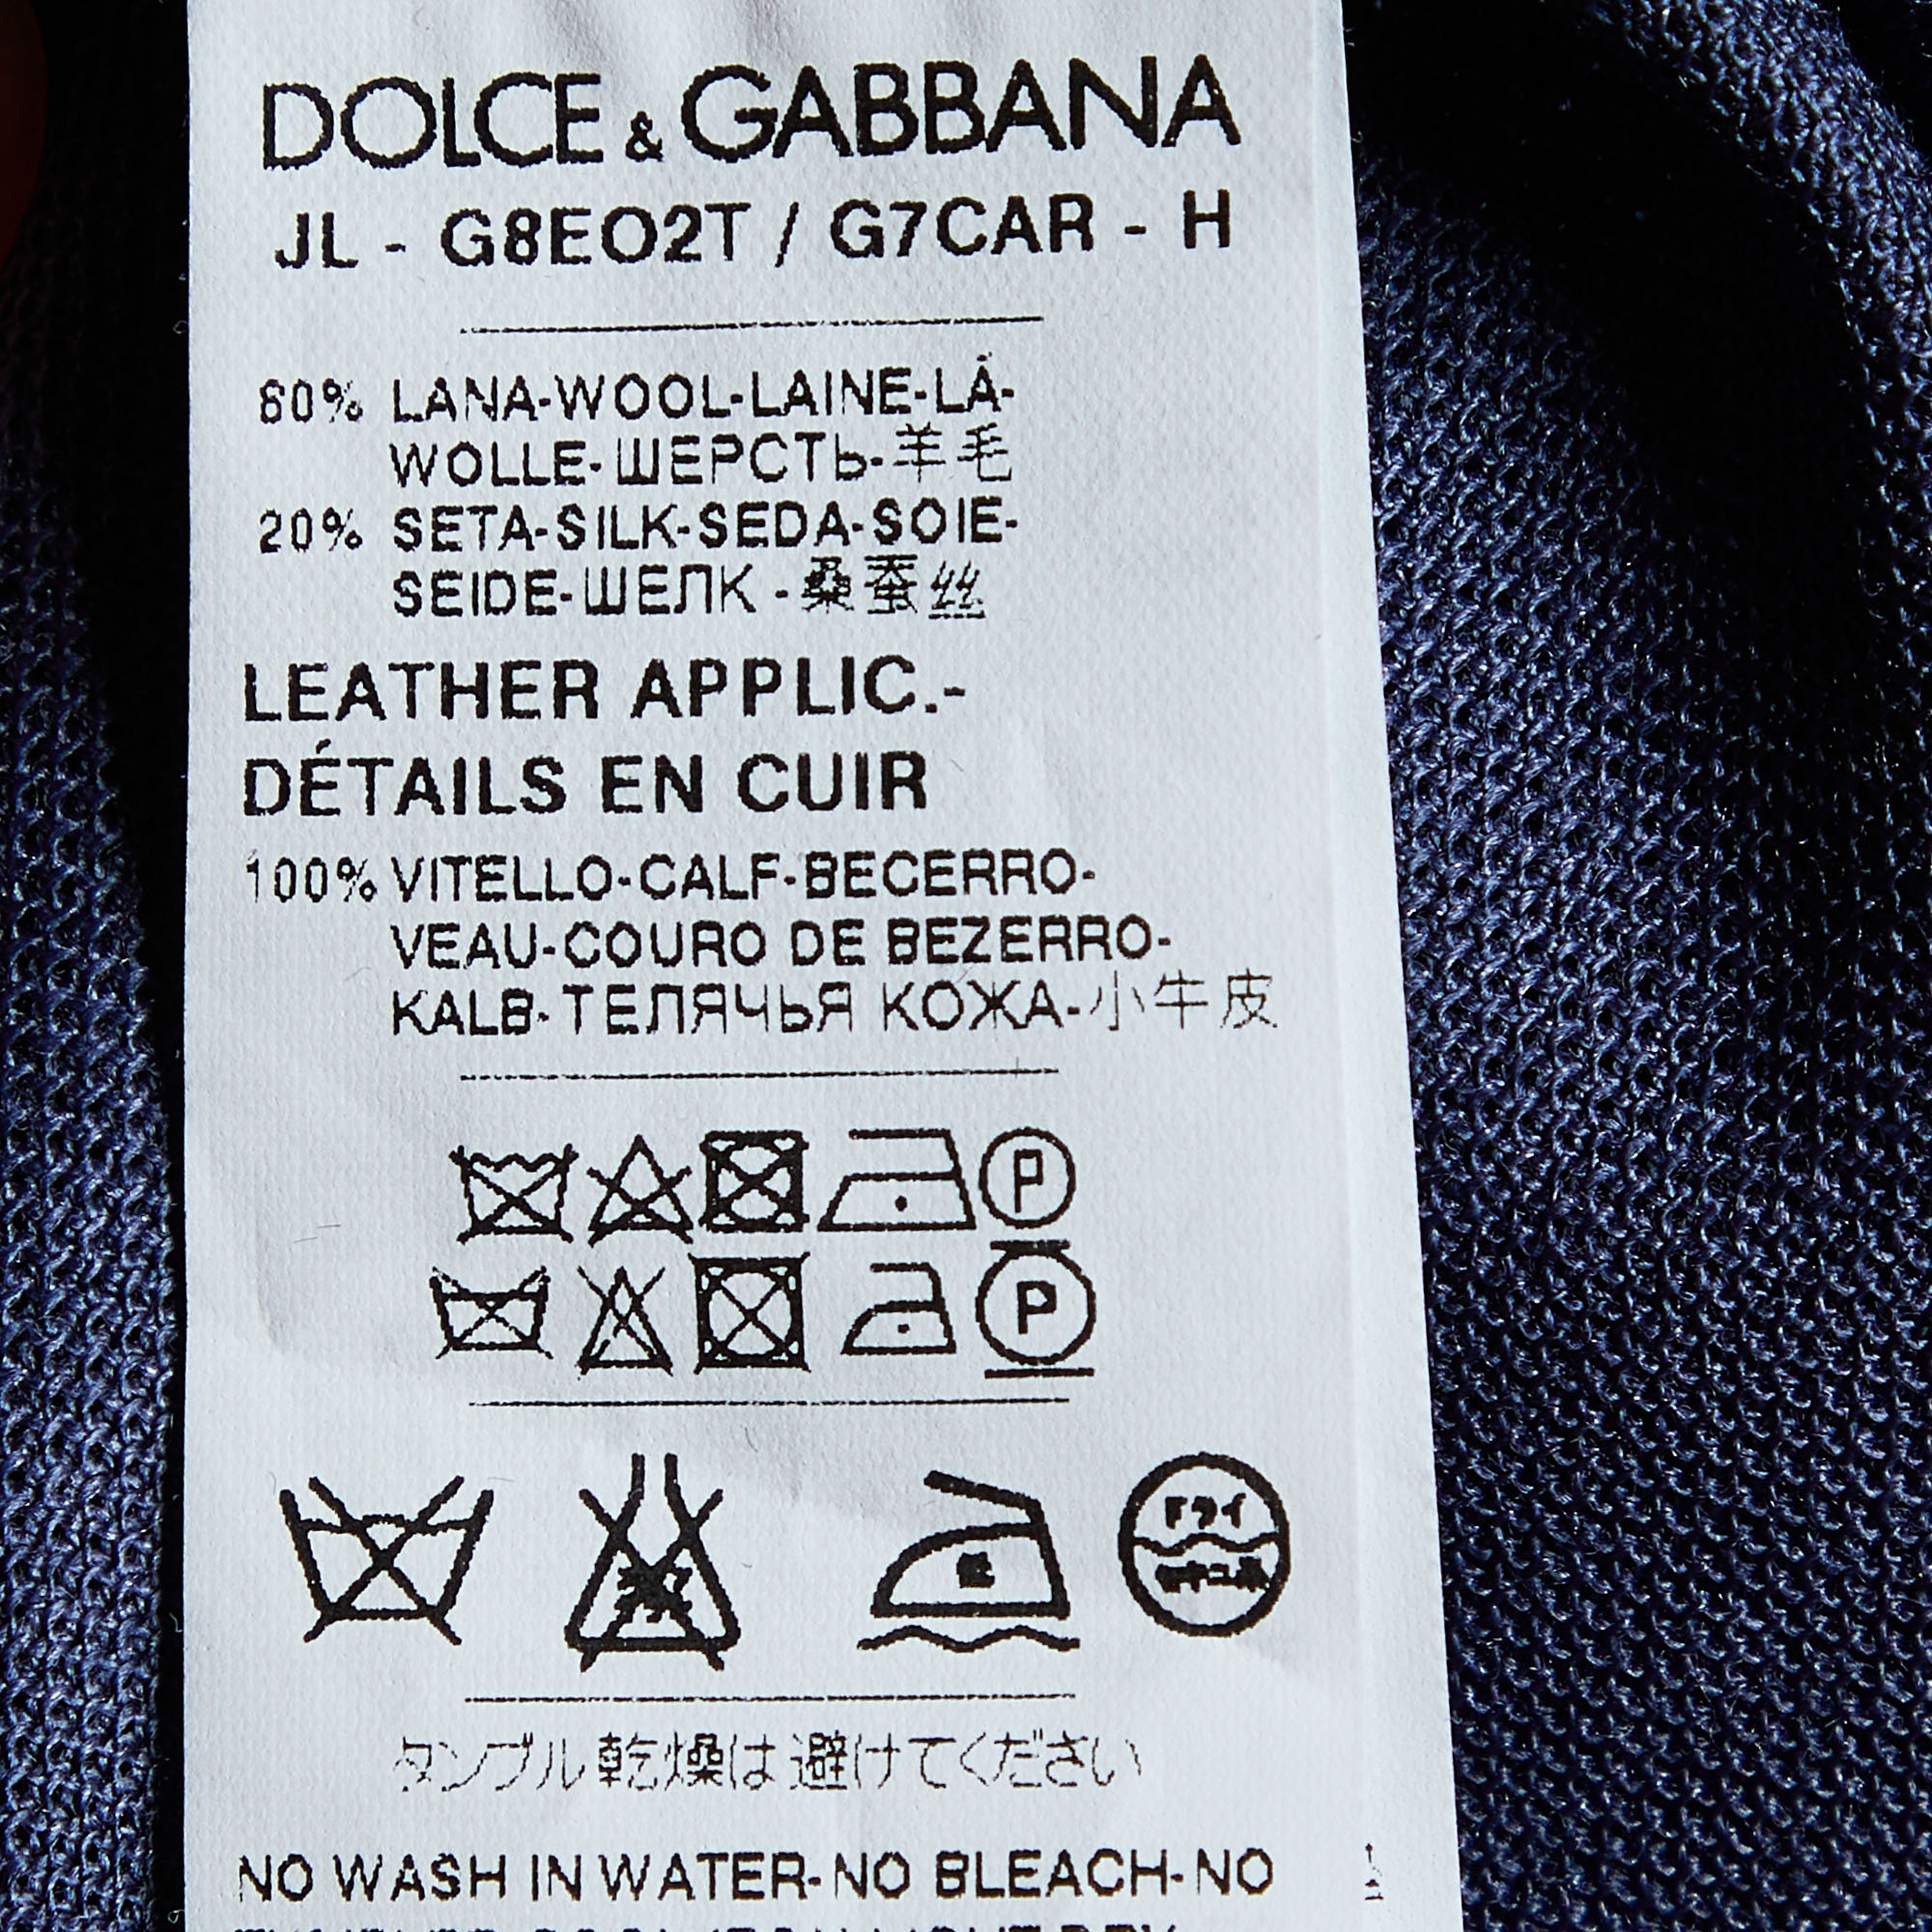 DOLCE & GABBANA
JL - G8EO2T / G7CAR - H
80% LANA-WOOL-LAINE-LÃ-
WOLLE-ШЕРСТЬ-羊毛
20% SETA-SILK-SEDA-SOIE-
SEIDE-ШЕЛК-桑蚕丝
LEATHER APPLIC.-
DÉTAILS EN CUIR
100% VITELLO-CALF-BECERRO-
VEAU-COURO DE BEZERRO-
KALB-ТЕЛЯЧЬЯ КОЖА-小牛皮
P
P
ドライ
タンブル乾燥は避けてください
NO WASH IN WATER-NO BLEACH-NO